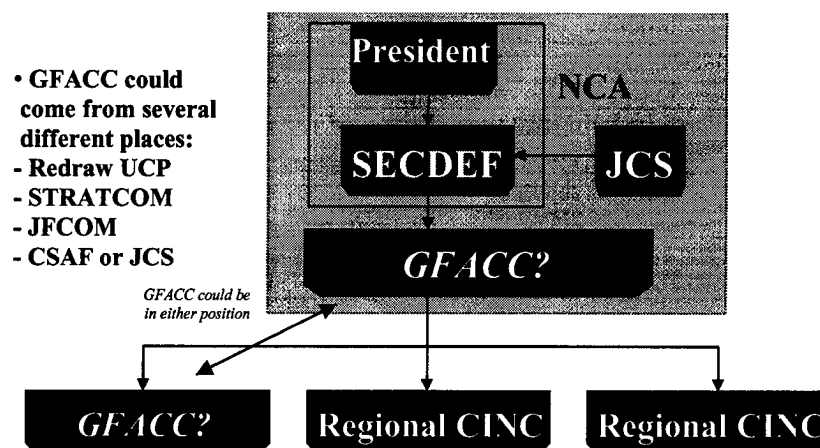 • GFACC could
come from several
different places:
- Redraw UCP
- STRATCOM
- JFCOM
- CSAF or JCS
President
NCA
SECDEF
JCS
GFACC?
GFACC could be
in either position
GFACC?
Regional CINC
Regional CINC